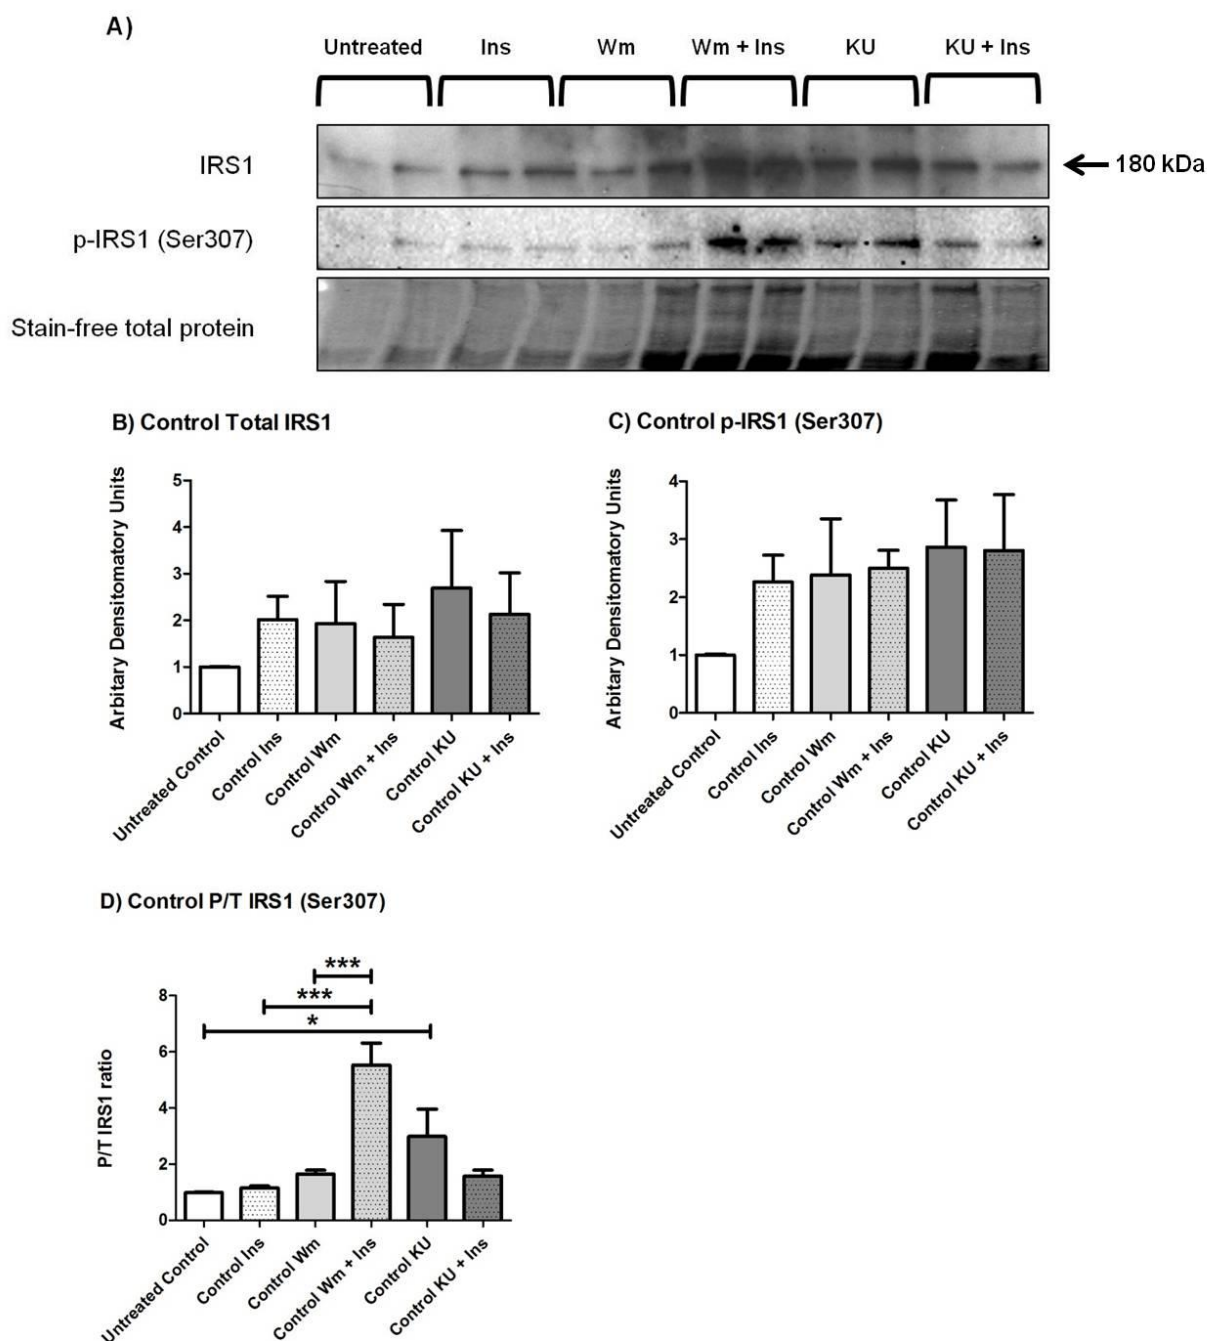 A)
Untreated Ins Wm Wm + Ins KU KU + Ins
IRS1
180 kDa
p-IRS1 (Ser307)
Stain-free total protein
B) Control Total IRS1
Arbitary Densitomatory Units
5
4
3
2
1
0
Untreated Control
Control Ins
Control Wm
Control Wm + Ins
Control KU
Control KU + Ins
C) Control p-IRS1 (Ser307)
Arbitary Densitomatory Units
4
3
2
1
0
Untreated Control
Control Ins
Control Wm
Control Wm + Ins
Control KU
Control KU + Ins
D) Control P/T IRS1 (Ser307)
P/T IRS1 ratio
8
6
4
2
0
***
***
*
Untreated Control
Control Ins
Control Wm
Control Wm + Ins
Control KU
Control KU + Ins